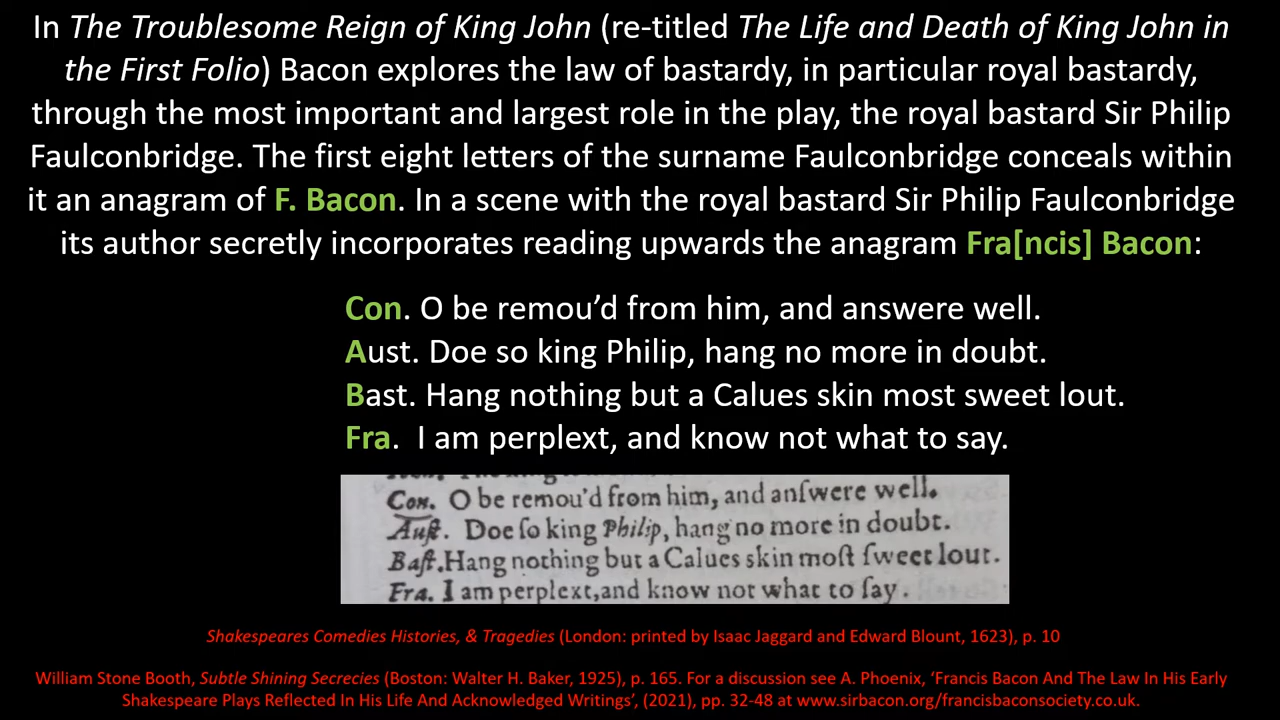 In The Troublesome Reign of King John (re-titled The Life and Death of King John in
the First Folio) Bacon explores the law of bastardy, in particular royal bastardy,
through the most important and largest role in the play, the royal bastard Sir Philip
Faulconbridge. The first eight letters of the surname Faulconbridge conceals within
it an anagram of F. Bacon. In a scene with the royal bastard Sir Philip Faulconbridge
its author secretly incorporates reading upwards the anagram Fra[ncis] Bacon:
Con. O be remou’d from him, and answere well.
Aust. Doe so king Philip, hang no more in doubt.
Bast. Hang nothing but a Calues skin most sweet lout.
Fra. I am perplext, and know not what to say.
Con. O be remou'd from him, and anſwere well.
Auſt. Doe ſo king Philip, hang no more in doubt.
Baſt. Hang nothing but a Calues skin moſt ſweet lout.
Fra. I am perplext, and know not what to ſay.
Shakespeares Comedies Histories, & Tragedies (London: printed by Isaac Jaggard and Edward Blount, 1623), p. 10
William Stone Booth, Subtle Shining Secrecies (Boston: Walter H. Baker, 1925), p. 165. For a discussion see A. Phoenix, ‘Francis Bacon And The Law In His Early
Shakespeare Plays Reflected In His Life And Acknowledged Writings’, (2021), pp. 32-48 at www.sirbacon.org/francisbaconsociety.co.uk.